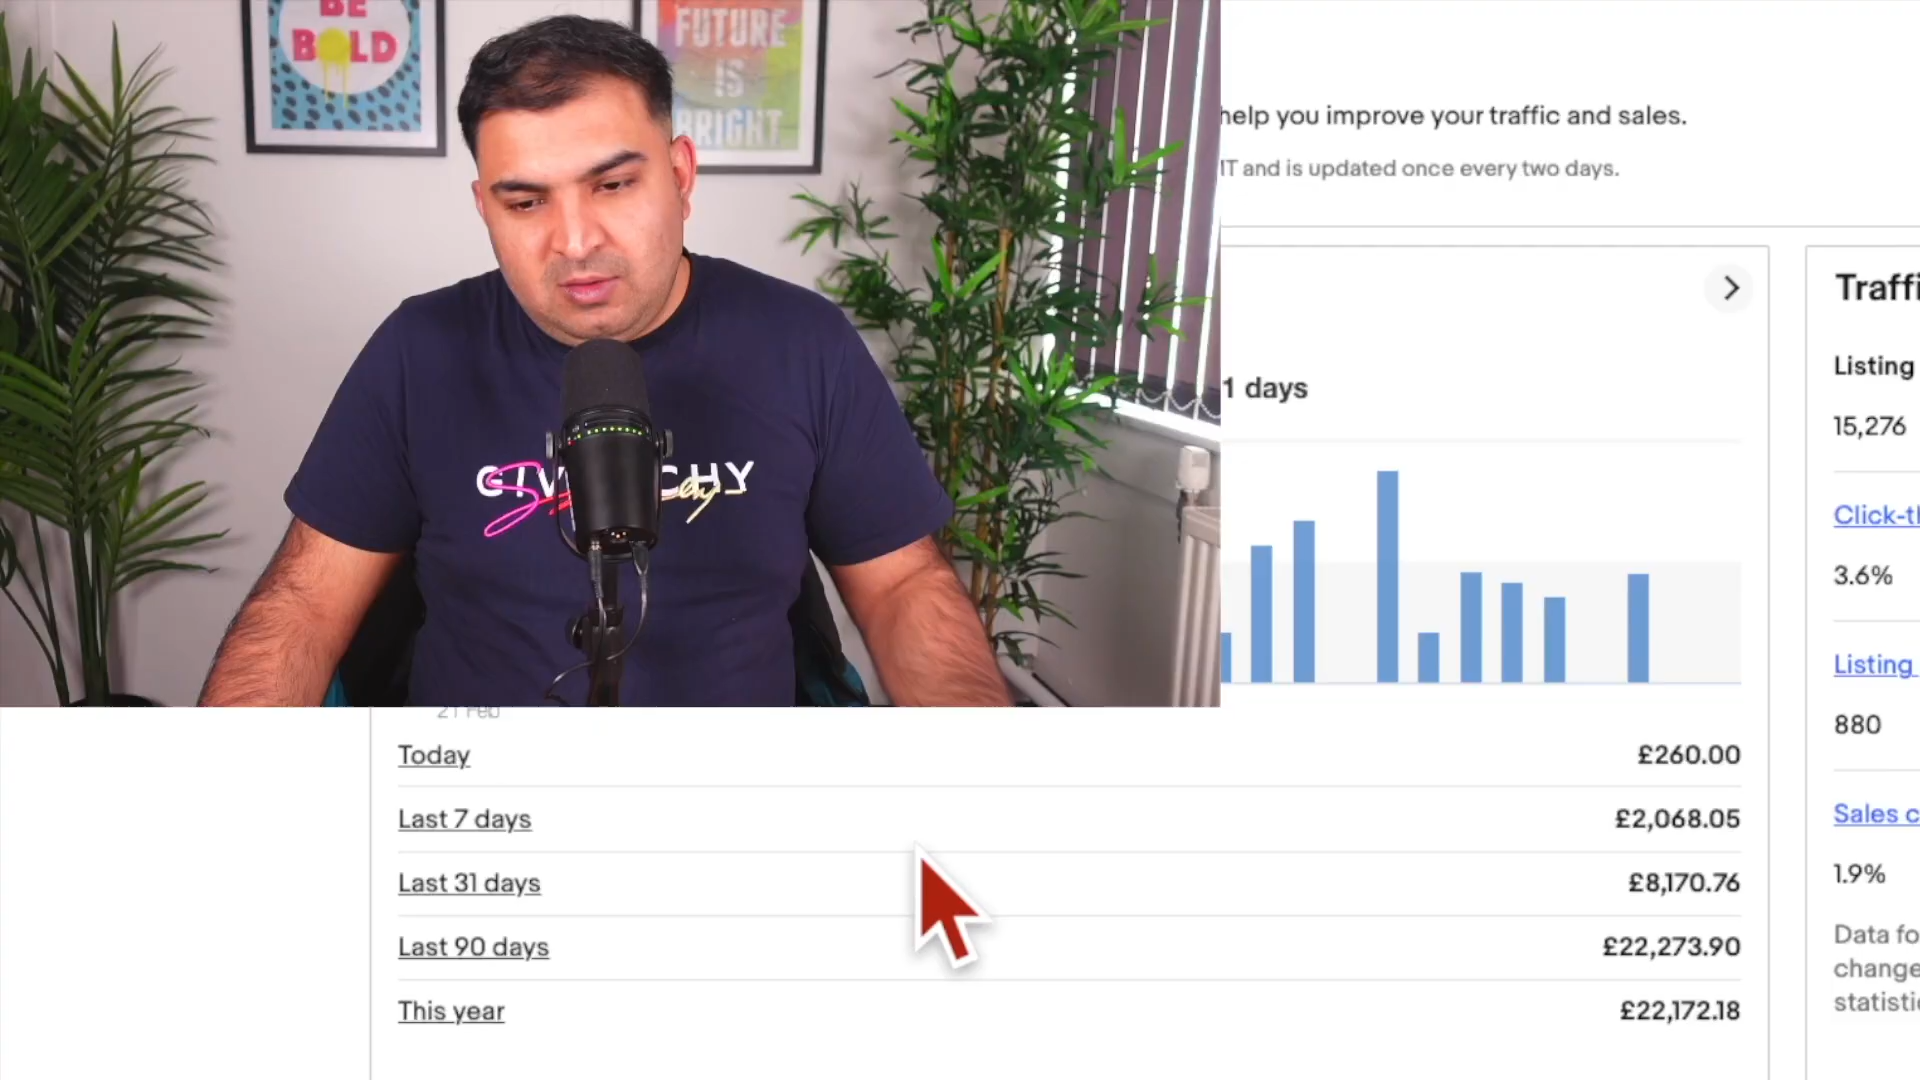 BE
BOLD
FUTURE
IS
BRIGHT
help you improve your traffic and sales.
and is updated once every two days.
1 days
21 Feb
Today £260.00
Last 7 days £2,068.05
Last 31 days £8,170.76
Last 90 days £22,273.90
This year £22,172.18
Traffi
Listing
15,276
Click-t
3.6%
Listing
880
Sales c
1.9%
Data fo
change
statisti